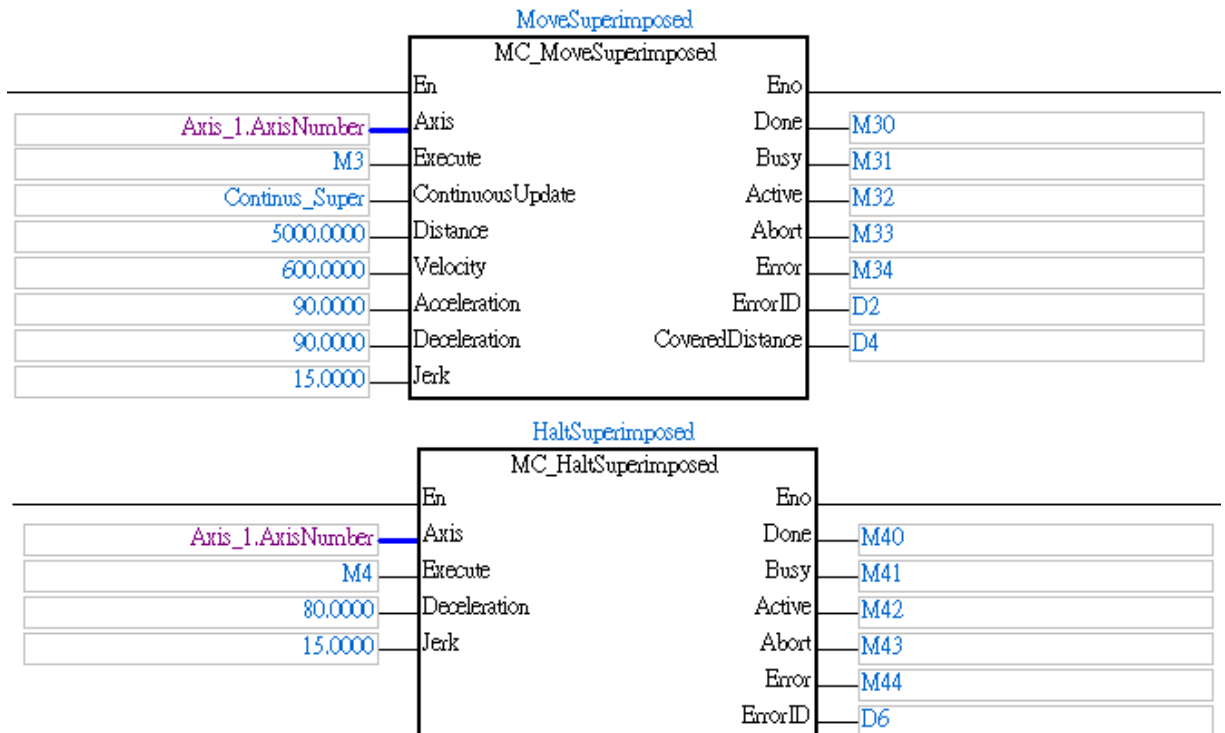 MoveSuperimposed
MC_MoveSuperimposed
En Eno
Axis_1.AxisNumber Axis Done M30
M3 Execute Busy M31
Continus_Super ContinuousUpdate Active M32
5000.0000 Distance Abort M33
600.0000 Velocity Error M34
90.0000 Acceleration ErrorID D2
90.0000 Deceleration CoveredDistance D4
15.0000 Jerk
HaltSuperimposed
MC_HaltSuperimposed
En Eno
Axis_1.AxisNumber Axis Done M40
M4 Execute Busy M41
80.0000 Deceleration Active M42
15.0000 Jerk Abort M43
Error M44
ErrorID D6